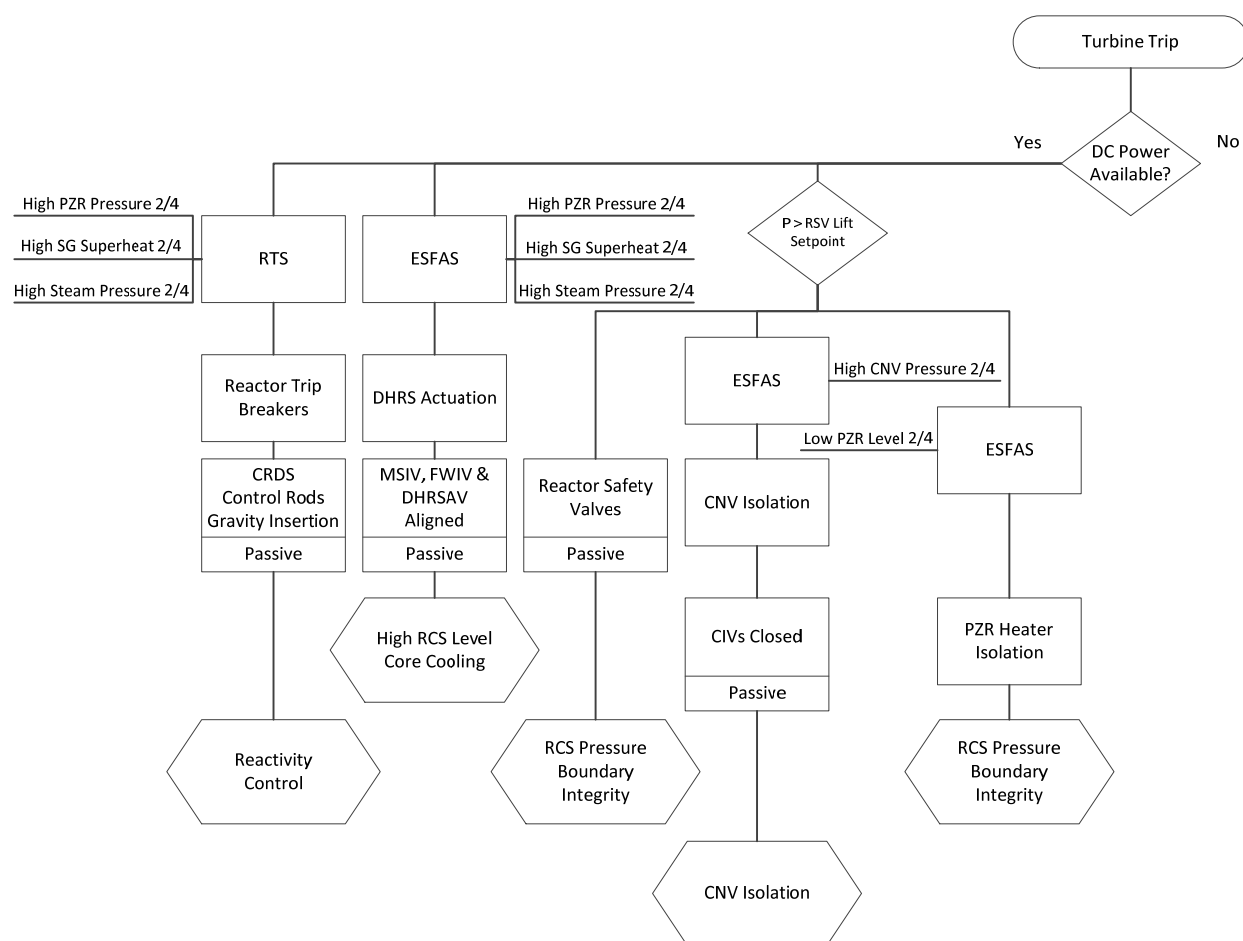 Turbine Trip
Yes
DC Power
Available?
No
High PZR Pressure 2/4
High SG Superheat 2/4
High Steam Pressure 2/4
RTS
ESFAS
High PZR Pressure 2/4
High SG Superheat 2/4
High Steam Pressure 2/4
P > RSV Lift
Setpoint
Reactor Trip
Breakers
DHRS Actuation
ESFAS
High CNV Pressure 2/4
Low PZR Level 2/4
ESFAS
CRDS
Control Rods
Gravity Insertion
Passive
MSIV, FWIV &
DHRSAV
Aligned
Passive
Reactor Safety
Valves
Passive
CNV Isolation
High RCS Level
Core Cooling
CIVs Closed
Passive
PZR Heater
Isolation
Reactivity
Control
RCS Pressure
Boundary
Integrity
RCS Pressure
Boundary
Integrity
CNV Isolation